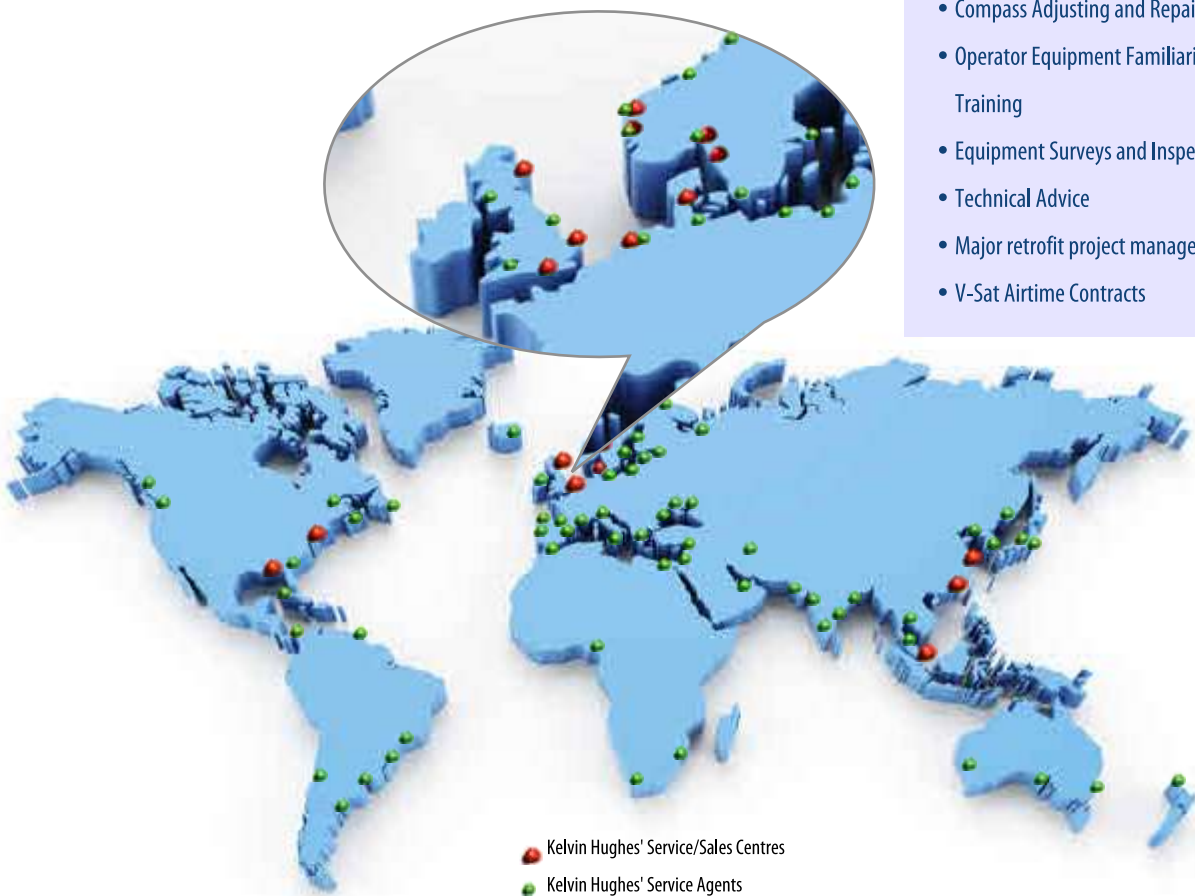 • Compass Adjusting and Repai
• Operator Equipment Familiari
Training
• Equipment Surveys and Inspe
• Technical Advice
• Major retrofit project manage
• V-Sat Airtime Contracts
Kelvin Hughes' Service/Sales Centres
Kelvin Hughes' Service Agents